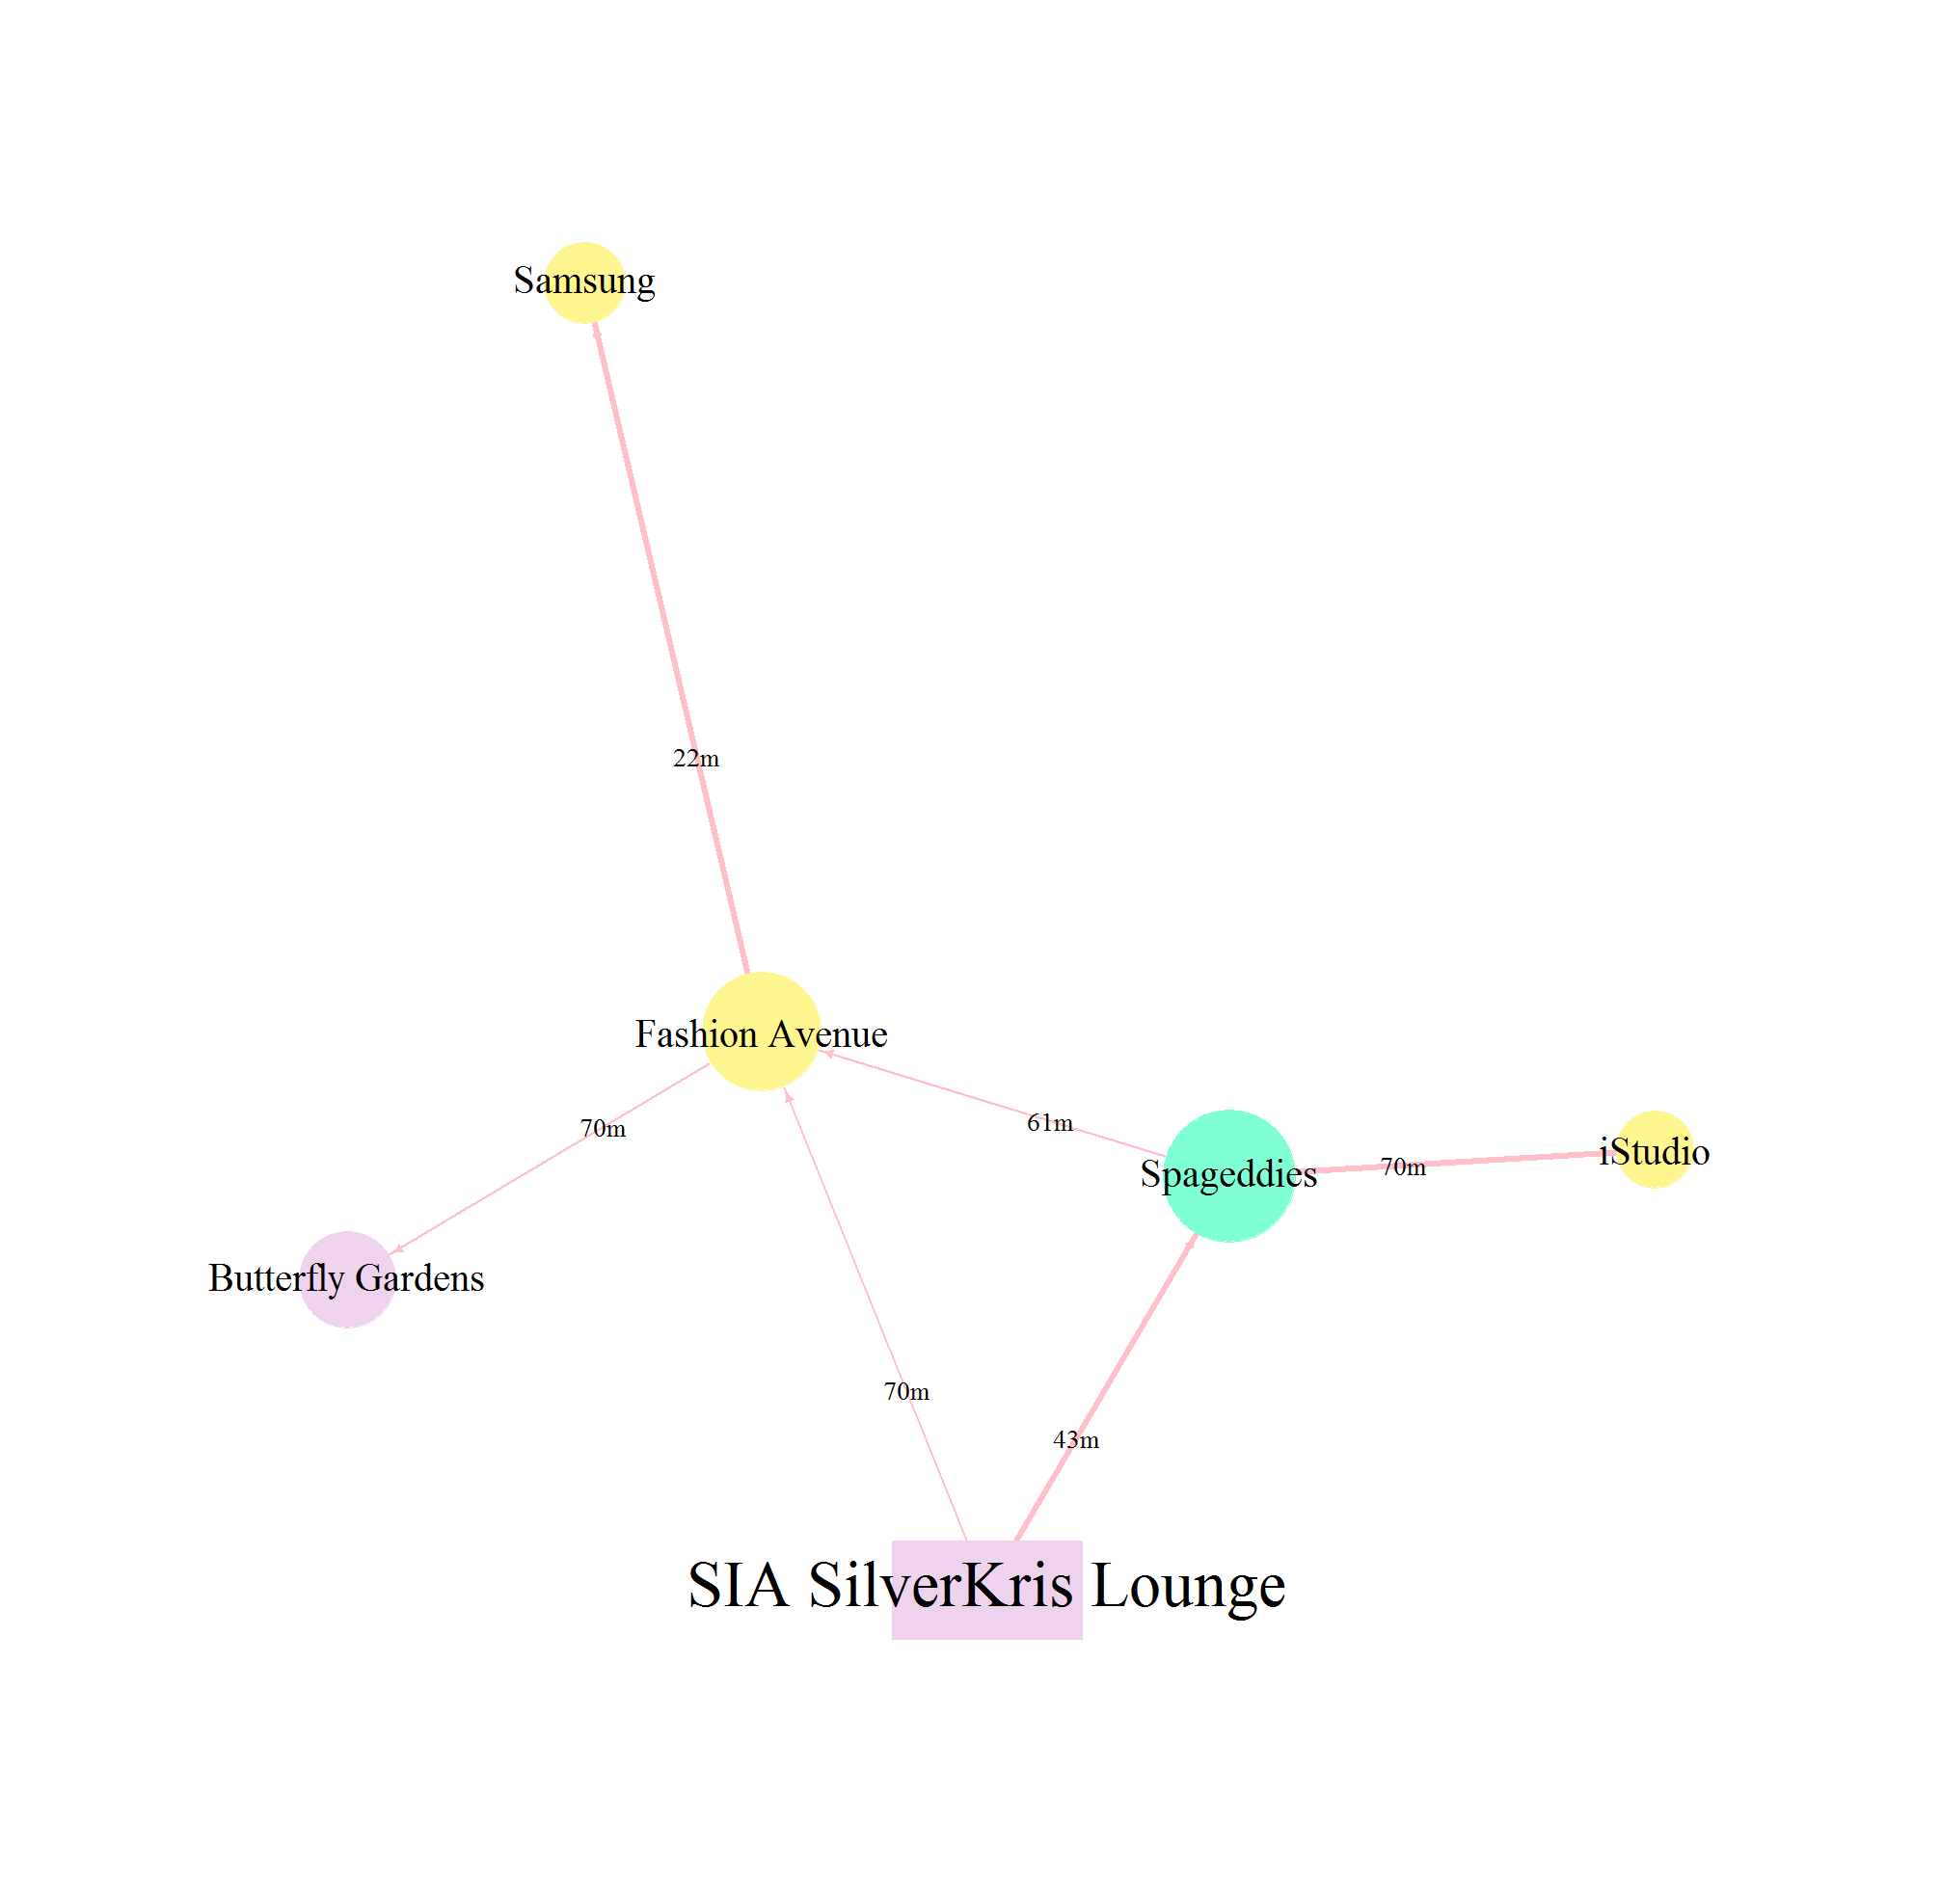 Samsung
22m
Fashion Avenue
61m
70m
Spageddies
70m
iStudio
Butterfly Gardens
70m
43m
SIA SilverKris Lounge